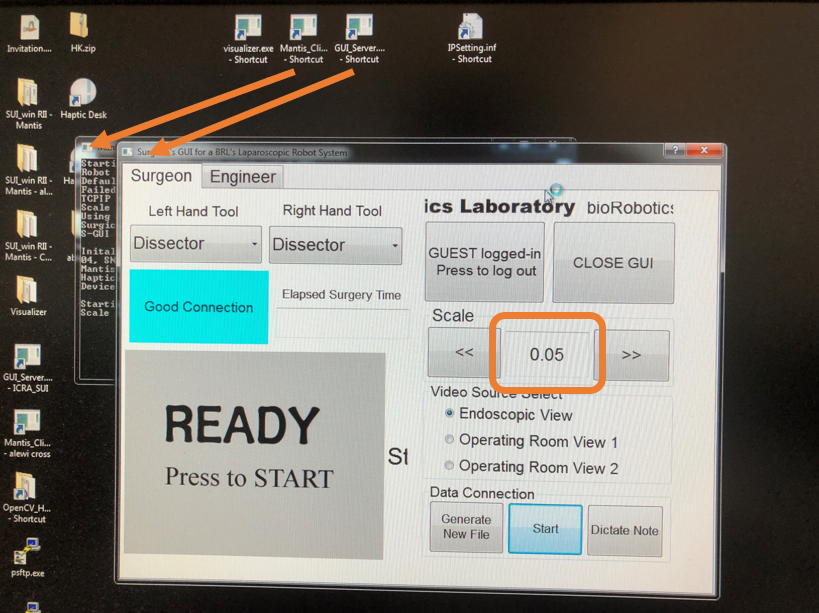 Invitation....
HK.zip
visualizer.exe
- Shortcut
Mantis_Cli...
- Shortcut
GUI_Server....
- Shortcut
IPSetting.inf
- Shortcut
SUI_win RII -
Mantis
Haptic Desk
SUI_win RII -
Mantis - al...
SUI_win RII -
Mantis - C...
Visualizer
GUI_Server....
- ICRA_SUI
Mantis_Cli...
- alewi cross
OpenCV_H...
- Shortcut
psftp.exe
Starti
Robot
Defaul
Failed
TCPIP
Scale
Using
Surgic
S-GUI
Inital
04, SN
Mantis
Haptic
Device
Starti
Scale
GUI for a BRL's Laparoscopic Robot System
Surgeon
Engineer
Left Hand Tool
Right Hand Tool
Dissector
Dissector
Good Connection
Elapsed Surgery Time
READY
Press to START
St
ics Laboratory
bioRobotics
GUEST logged-in
Press to log out
CLOSE GUI
Scale
<<
0.05
>>
Video Source Select
Endoscopic View
Operating Room View 1
Operating Room View 2
Data Connection
Generate
New File
Start
Dictate Note